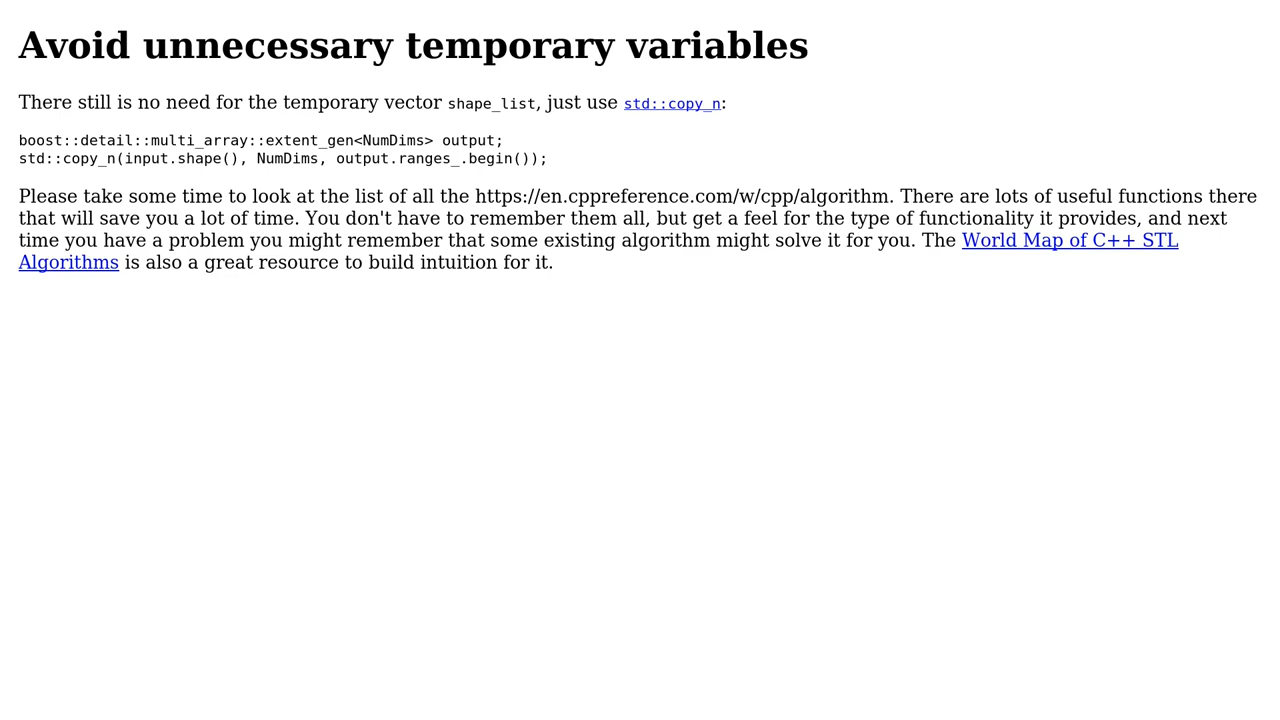 Avoid unnecessary temporary variables
There still is no need for the temporary vector shape_list, just use std::copy_n:
boost::detail::multi_array::extent_gen<NumDims> output;
std::copy_n(input.shape(), NumDims, output.ranges_.begin());
Please take some time to look at the list of all the https://en.cppreference.com/w/cpp/algorithm. There are lots of useful functions there
that will save you a lot of time. You don't have to remember them all, but get a feel for the type of functionality it provides, and next
time you have a problem you might remember that some existing algorithm might solve it for you. The World Map of C++ STL
Algorithms is also a great resource to build intuition for it.